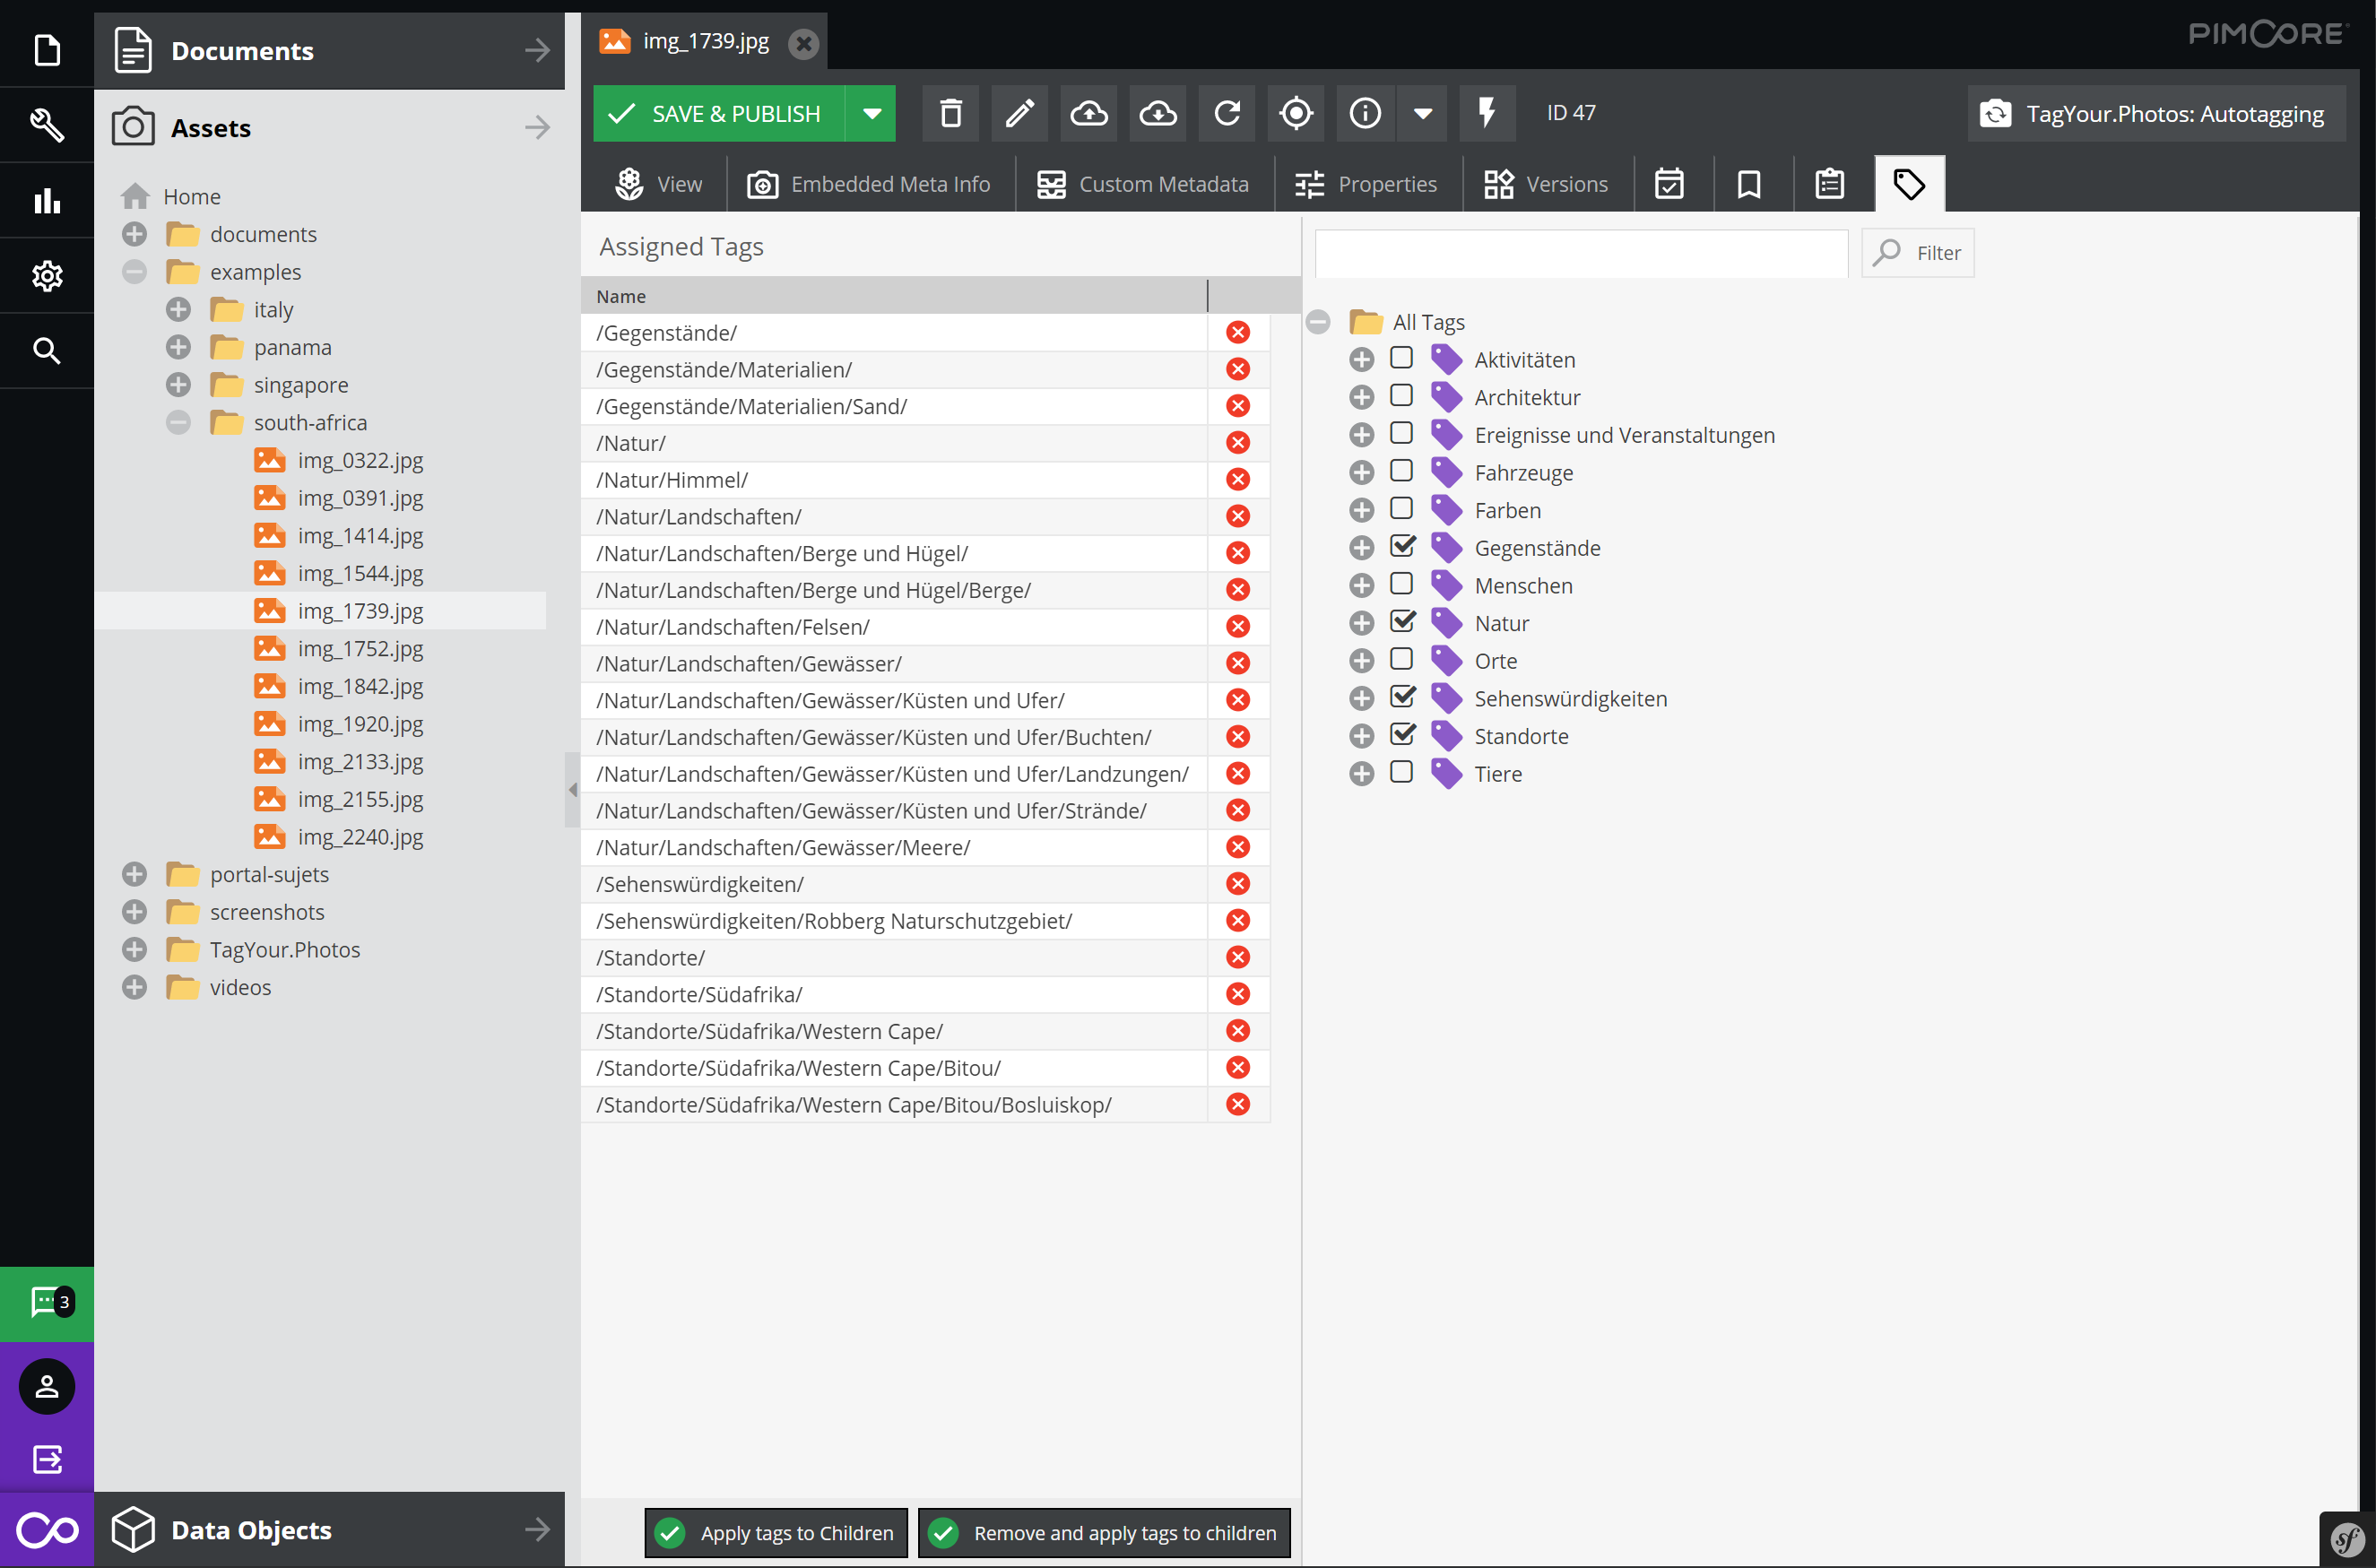 Documents
Assets
Home
documents
examples
italy
panama
singapore
south-africa
img_0322.jpg
img_0391.jpg
img_1414.jpg
img_1544.jpg
img_1739.jpg
img_1752.jpg
img_1842.jpg
img_1920.jpg
img_2133.jpg
img_2155.jpg
img_2240.jpg
portal-sujets
screenshots
TagYour.Photos
videos
3
Data Objects
img_1739.jpg
PIMCORE
SAVE & PUBLISH
ID 47
TagYour.Photos: Autotagging
View
Embedded Meta Info
Custom Metadata
Properties
Versions
Assigned Tags
Name
/Gegenstände/
/Gegenstände/Materialien/
/Gegenstände/Materialien/Sand/
/Natur/
/Natur/Himmel/
/Natur/Landschaften/
/Natur/Landschaften/Berge und Hügel/
/Natur/Landschaften/Berge und Hügel/Berge/
/Natur/Landschaften/Felsen/
/Natur/Landschaften/Gewässer/
/Natur/Landschaften/Gewässer/Küsten und Ufer/
/Natur/Landschaften/Gewässer/Küsten und Ufer/Buchten/
/Natur/Landschaften/Gewässer/Küsten und Ufer/Landzungen/
/Natur/Landschaften/Gewässer/Küsten und Ufer/Strände/
/Natur/Landschaften/Gewässer/Meere/
/Sehenswürdigkeiten/
/Sehenswürdigkeiten/Robberg Naturschutzgebiet/
/Standorte/
/Standorte/Südafrika/
/Standorte/Südafrika/Western Cape/
/Standorte/Südafrika/Western Cape/Bitou/
/Standorte/Südafrika/Western Cape/Bitou/Bosluiskop/
Apply tags to Children
Remove and apply tags to children
Filter
All Tags
Aktivitäten
Architektur
Ereignisse und Veranstaltungen
Fahrzeuge
Farben
Gegenstände
Menschen
Natur
Orte
Sehenswürdigkeiten
Standorte
Tiere
sf